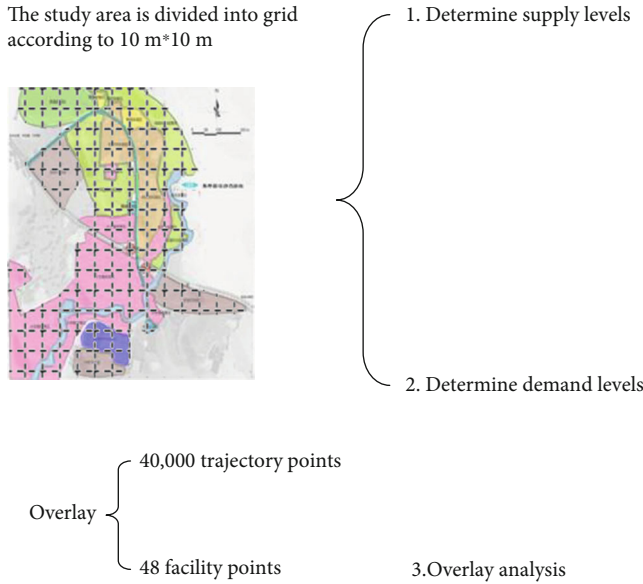 The study area is divided into grid
according to 10 m*10 m
1. Determine supply levels
2. Determine demand levels
40,000 trajectory points
Overlay
48 facility points
3.Overlay analysis